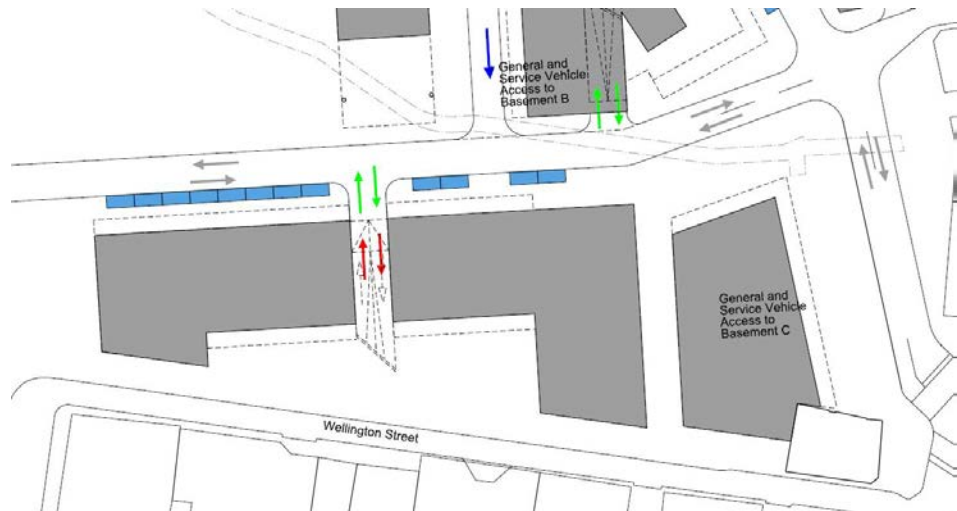 General and
Service Vehicle
Access to
Basement B
General and
Service Vehicle
Access to
Basement C
Wellington Street